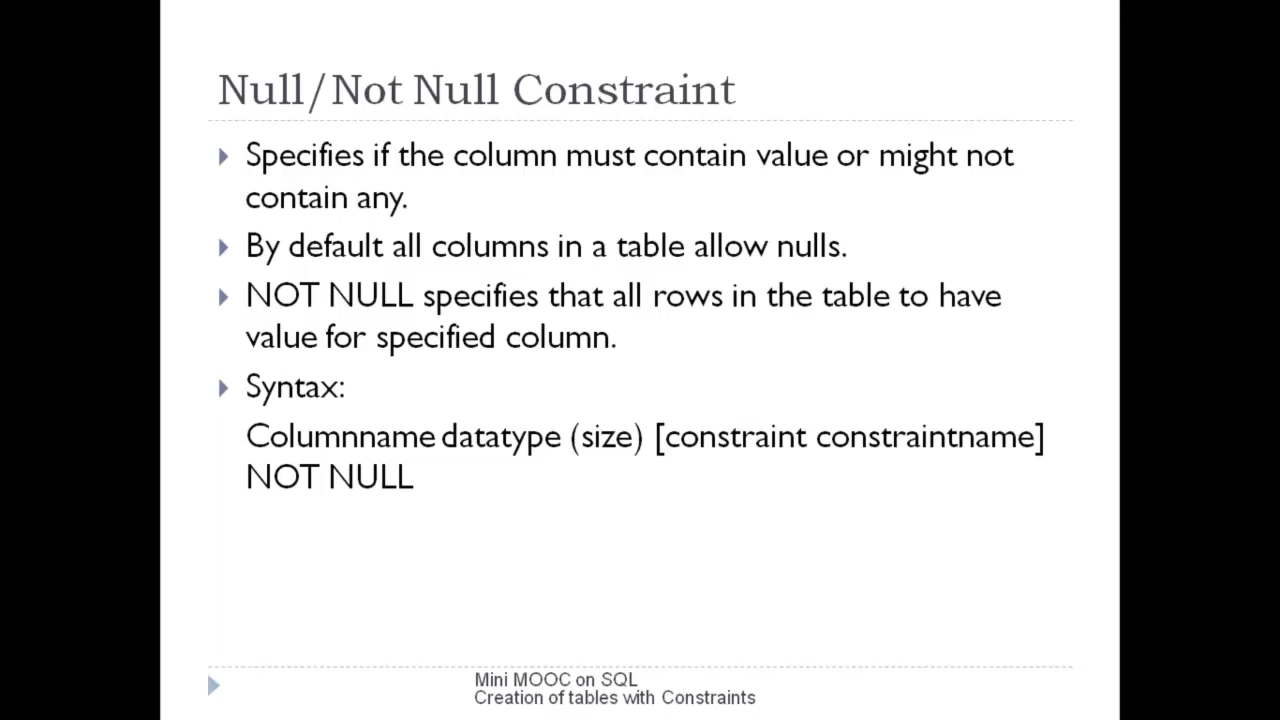 Null/Not Null Constraint
Specifies if the column must contain value or might not
contain any.
By default all columns in a table allow nulls.
NOT NULL specifies that all rows in the table to have
value for specified column.
Syntax:
Columnname datatype (size) [constraint constraintname]
NOT NULL
Mini MOOC on SQL
Creation of tables with Constraints